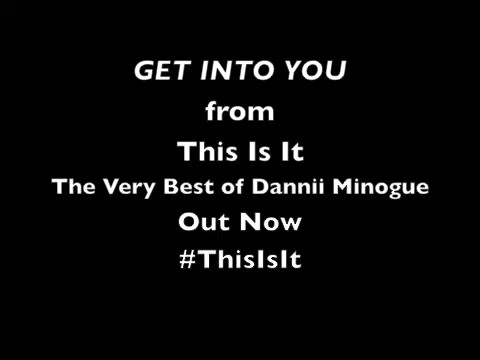 GET INTO YOU
from
This Is It
The Very Best of Dannii Minogue
Out Now
#ThisIsIt